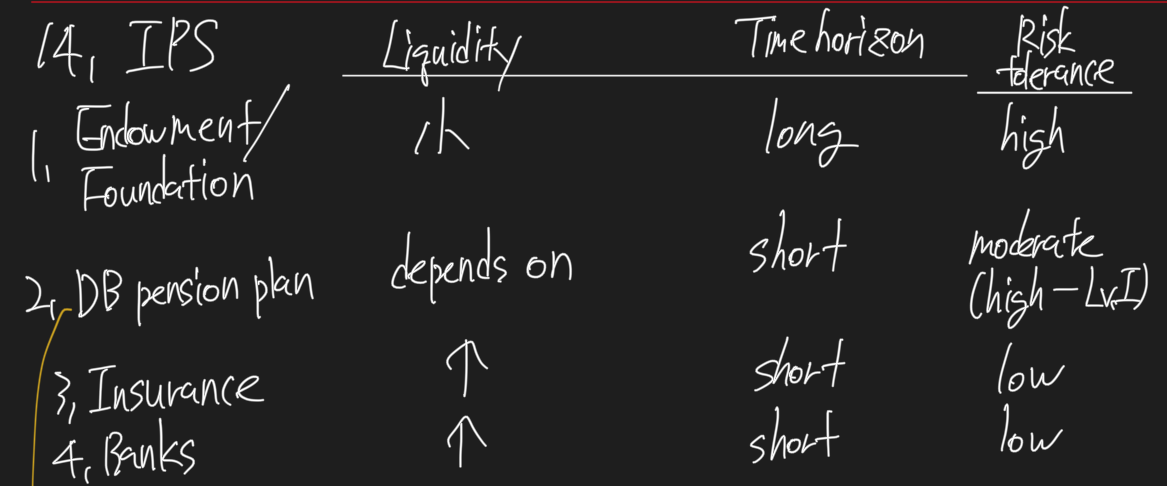 14, IPS Liquidity Time horizon Risk tolerance
1, Endowment/ Foundation long high
2, DB pension plan depends on short moderate (high - Lv.I)
3, Insurance ↑ short low
4, Banks ↑ short low